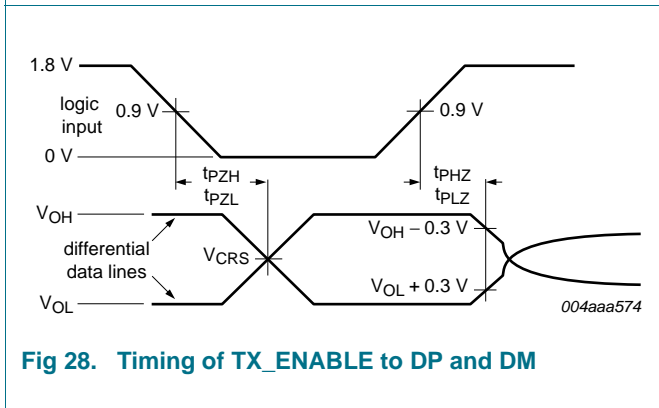 1.8 V
logic
input
0.9 V
0.9 V
0 V
tPZH
tPZL
tPHZ
tPLZ
VOH
VOH − 0.3 V
differential
data lines
VCRS
VOL + 0.3 V
VOL
004aaa574
Fig 28. Timing of TX_ENABLE to DP and DM